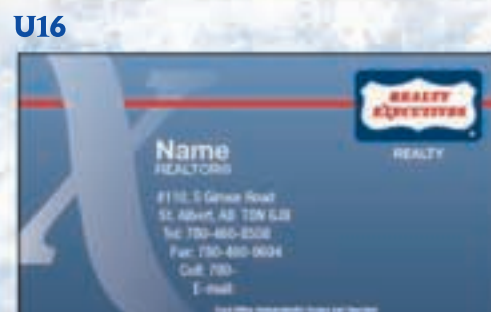 U16
REALTY
EXECUTIVES
REALTY
Name
REALTOR®
#110, 5 Giroux Road
St. Albert, AB T8N 6J8
Tel: 780-460-8558
Fax: 780-460-9694
Cell: 780-
E-mail: